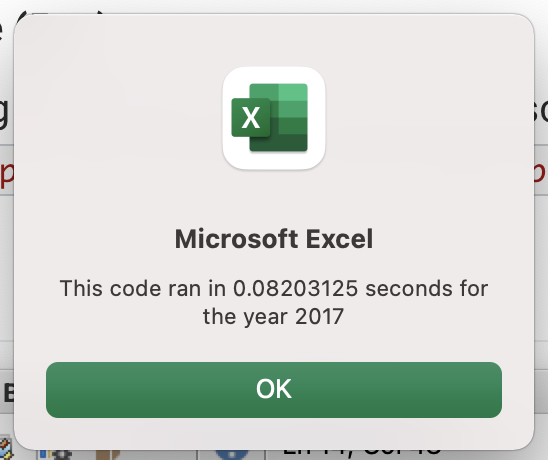 X
Microsoft Excel
This code ran in 0.08203125 seconds for
the year 2017
OK